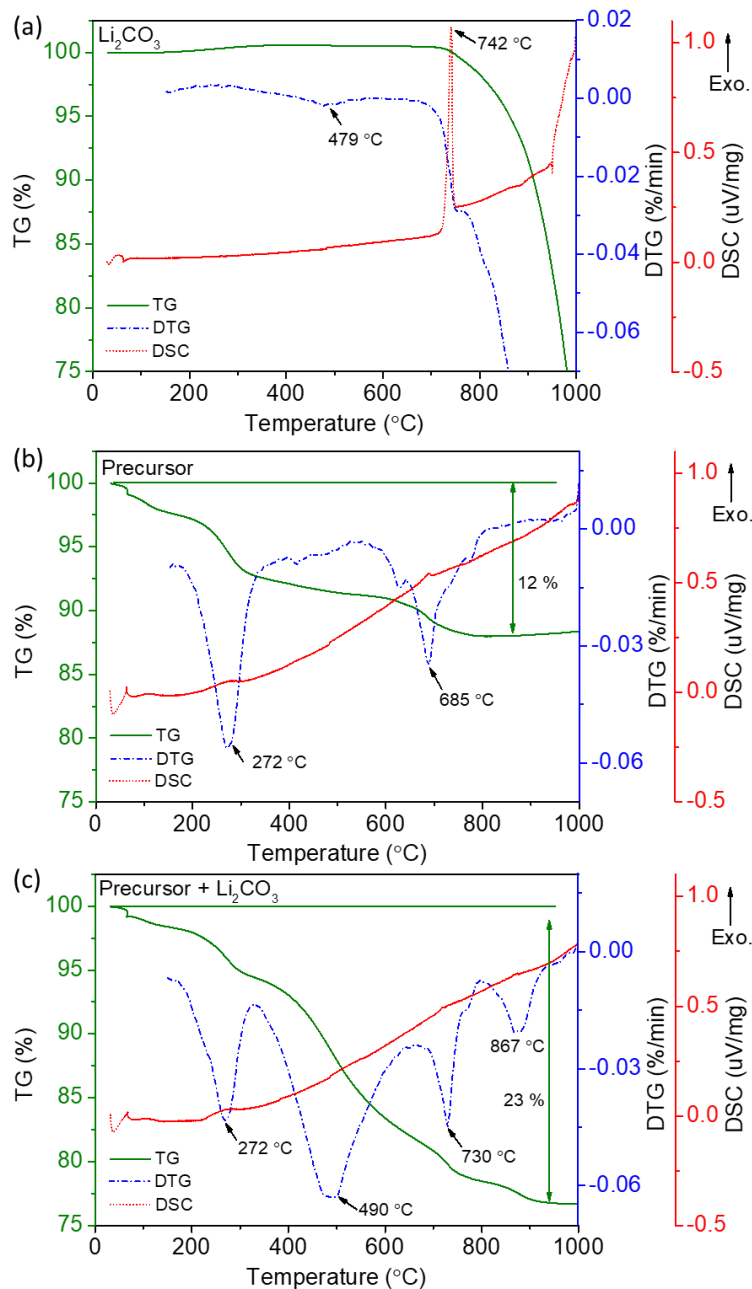 (a)
Li₂CO₃
742 °C
479 °C
Exo.
100
95
90
85
80
75
TG (%)
0.02
0.00
-0.02
-0.04
-0.06
DTG (%/min)
1.0
0.5
0.0
-0.5
DSC (uV/mg)
TG
DTG
DSC
0 200 400 600 800 1000
Temperature (°C)
(b)
Precursor
12 %
685 °C
272 °C
Exo.
100
95
90
85
80
75
TG (%)
0.00
-0.03
-0.06
DTG (%/min)
1.0
0.5
0.0
-0.5
DSC (uV/mg)
TG
DTG
DSC
0 200 400 600 800 1000
Temperature (°C)
(c)
Precursor + Li₂CO₃
867 °C
23 %
272 °C
730 °C
490 °C
Exo.
100
95
90
85
80
75
TG (%)
0.00
-0.03
-0.06
DTG (%/min)
1.0
0.5
0.0
-0.5
DSC (uV/mg)
TG
DTG
DSC
0 200 400 600 800 1000
Temperature (°C)